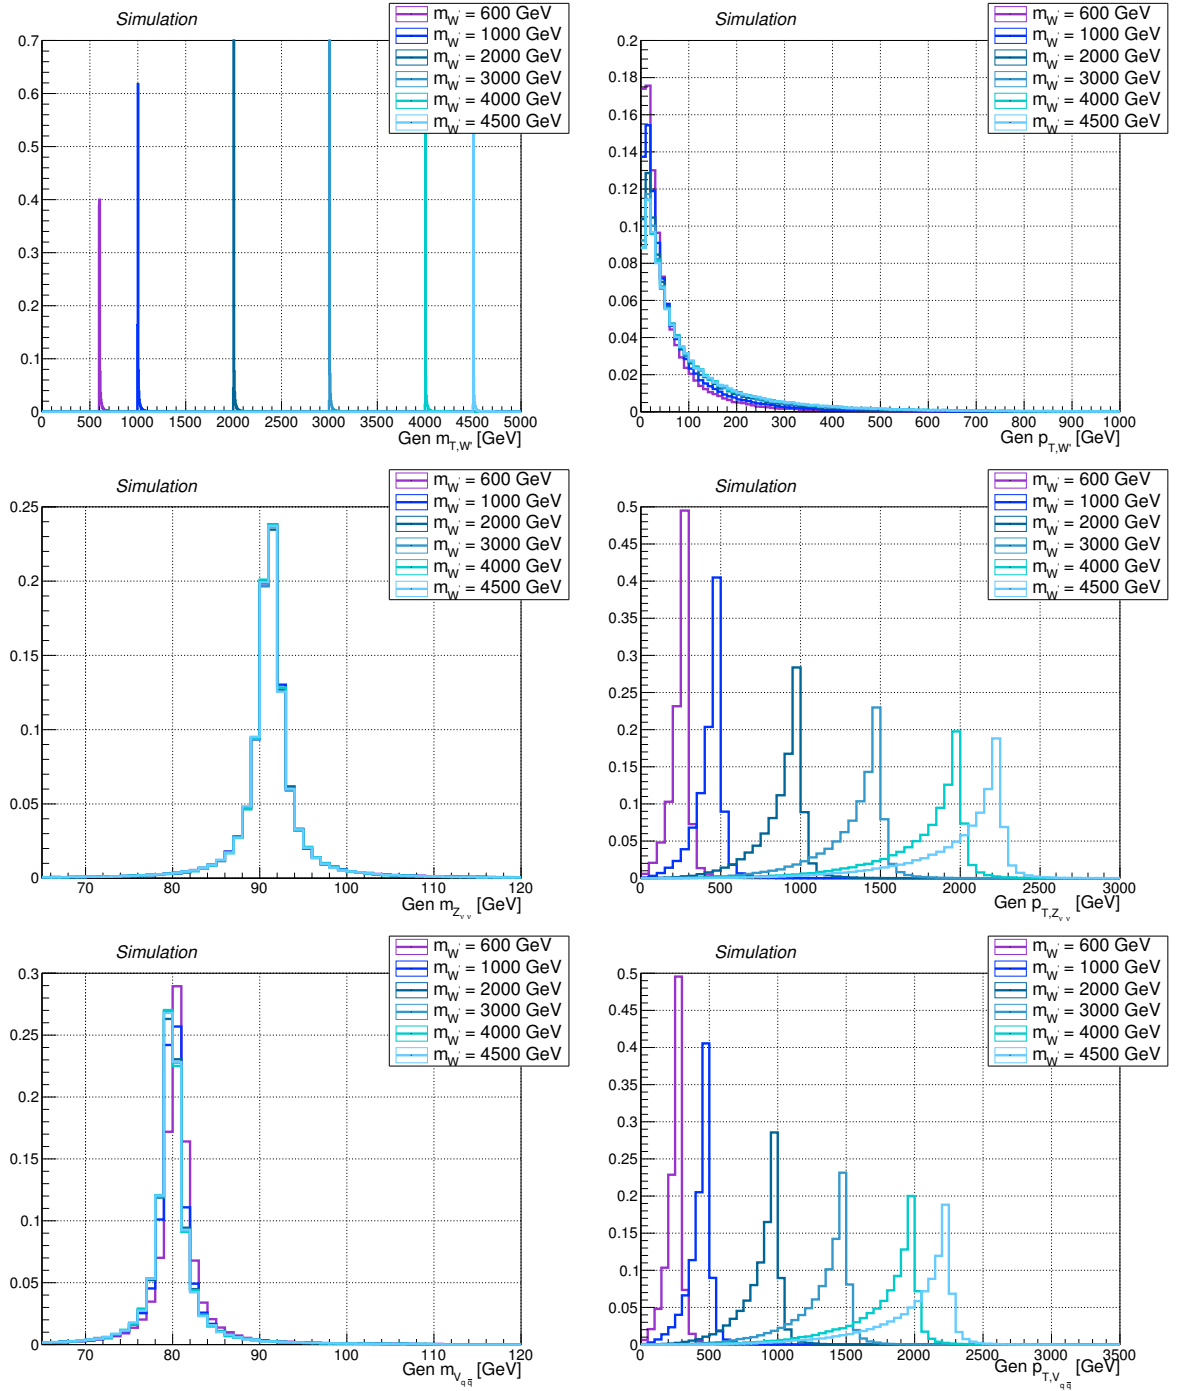 Simulation
m_W' = 600 GeV
m_W' = 1000 GeV
m_W' = 2000 GeV
m_W' = 3000 GeV
m_W' = 4000 GeV
m_W' = 4500 GeV
0.7
0.6
0.5
0.4
0.3
0.2
0.1
0
0 500 1000 1500 2000 2500 3000 3500 4000 4500 5000
Gen m_T,W' [GeV]
Simulation
m_W' = 600 GeV
m_W' = 1000 GeV
m_W' = 2000 GeV
m_W' = 3000 GeV
m_W' = 4000 GeV
m_W' = 4500 GeV
0.2
0.18
0.16
0.14
0.12
0.1
0.08
0.06
0.04
0.02
0
0 100 200 300 400 500 600 700 800 900 1000
Gen p_T,W' [GeV]
Simulation
m_W' = 600 GeV
m_W' = 1000 GeV
m_W' = 2000 GeV
m_W' = 3000 GeV
m_W' = 4000 GeV
m_W' = 4500 GeV
0.25
0.2
0.15
0.1
0.05
0
70 80 90 100 110 120
Gen m_Z_νν [GeV]
Simulation
m_W' = 600 GeV
m_W' = 1000 GeV
m_W' = 2000 GeV
m_W' = 3000 GeV
m_W' = 4000 GeV
m_W' = 4500 GeV
0.5
0.45
0.4
0.35
0.3
0.25
0.2
0.15
0.1
0.05
0
0 500 1000 1500 2000 2500 3000
Gen p_T,Z_νν [GeV]
Simulation
m_W' = 600 GeV
m_W' = 1000 GeV
m_W' = 2000 GeV
m_W' = 3000 GeV
m_W' = 4000 GeV
m_W' = 4500 GeV
0.3
0.25
0.2
0.15
0.1
0.05
0
70 80 90 100 110 120
Gen m_V_qq̄ [GeV]
Simulation
m_W' = 600 GeV
m_W' = 1000 GeV
m_W' = 2000 GeV
m_W' = 3000 GeV
m_W' = 4000 GeV
m_W' = 4500 GeV
0.5
0.45
0.4
0.35
0.3
0.25
0.2
0.15
0.1
0.05
0
0 500 1000 1500 2000 2500 3000 3500
Gen p_T,V_qq̄ [GeV]